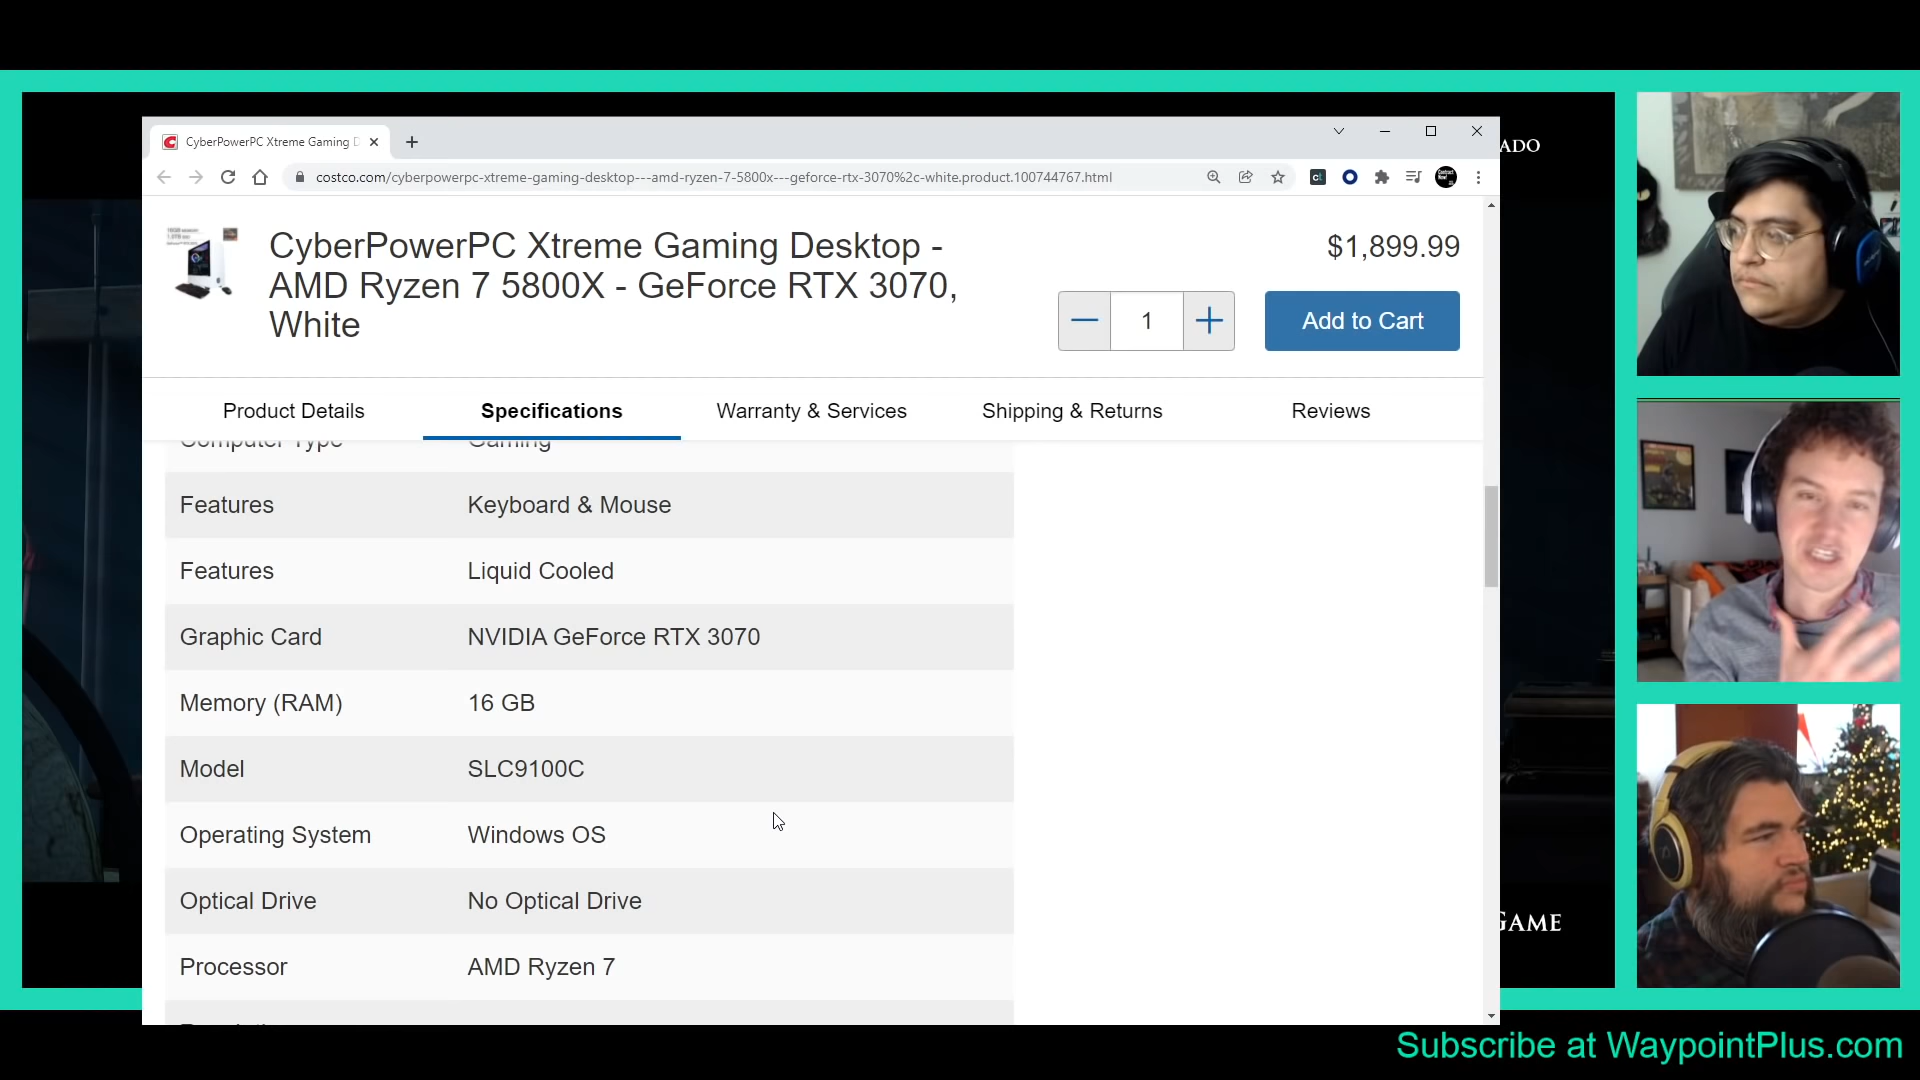 CyberPowerPC Xtreme Gaming D
costco.com/cyberpowerpc-xtreme-gaming-desktop---amd-ryzen-7-5800x---geforce-rtx-3070%2c-white.product.100744767.html
ADO
CyberPowerPC Xtreme Gaming Desktop -
AMD Ryzen 7 5800X - GeForce RTX 3070,
White
$1,899.99
1
Add to Cart
Product Details
Specifications
Warranty & Services
Shipping & Returns
Reviews
Computer Type Gaming
Features Keyboard & Mouse
Features Liquid Cooled
Graphic Card NVIDIA GeForce RTX 3070
Memory (RAM) 16 GB
Model SLC9100C
Operating System Windows OS
Optical Drive No Optical Drive
Processor AMD Ryzen 7
GAME
Subscribe at WaypointPlus.com